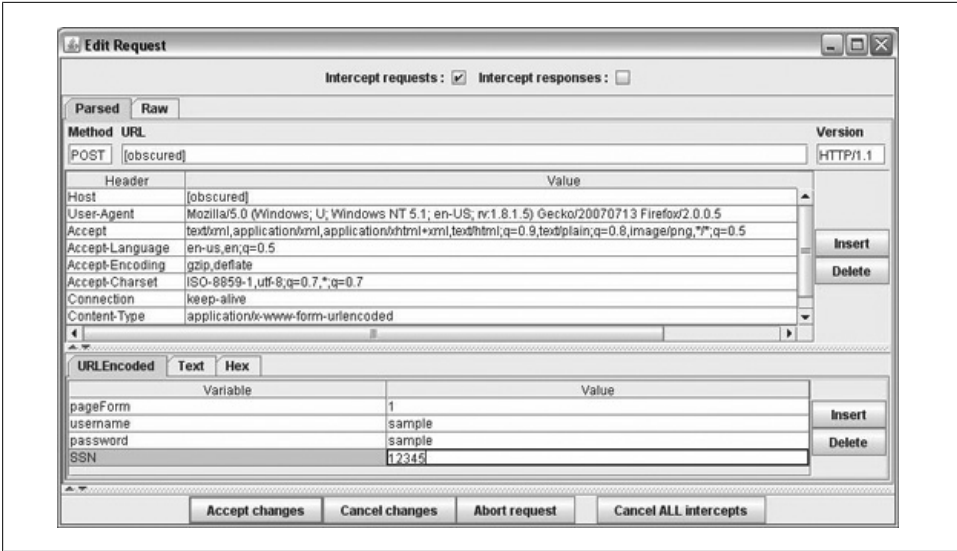 Edit Request
Intercept requests : Intercept responses :
Parsed Raw
Method URL Version
POST [obscured] HTTP/1.1
Header Value
Host [obscured]
User-Agent Mozilla/5.0 (Windows; U; Windows NT 5.1; en-US; rv:1.8.1.5) Gecko/20070713 Firefox/2.0.0.5
Accept text/xml,application/xml,application/xhtml+xml,text/html;q=0.9,text/plain;q=0.8,image/png,*/*;q=0.5
Accept-Language en-us,en;q=0.5
Insert
Accept-Encoding gzip,deflate
Accept-Charset ISO-8859-1,utf-8;q=0.7,*;q=0.7
Delete
Connection keep-alive
Content-Type application/x-www-form-urlencoded
URLEncoded Text Hex
Variable Value
pageForm 1
username sample
Insert
password sample
Delete
SSN 12345
Accept changes Cancel changes Abort request Cancel ALL intercepts